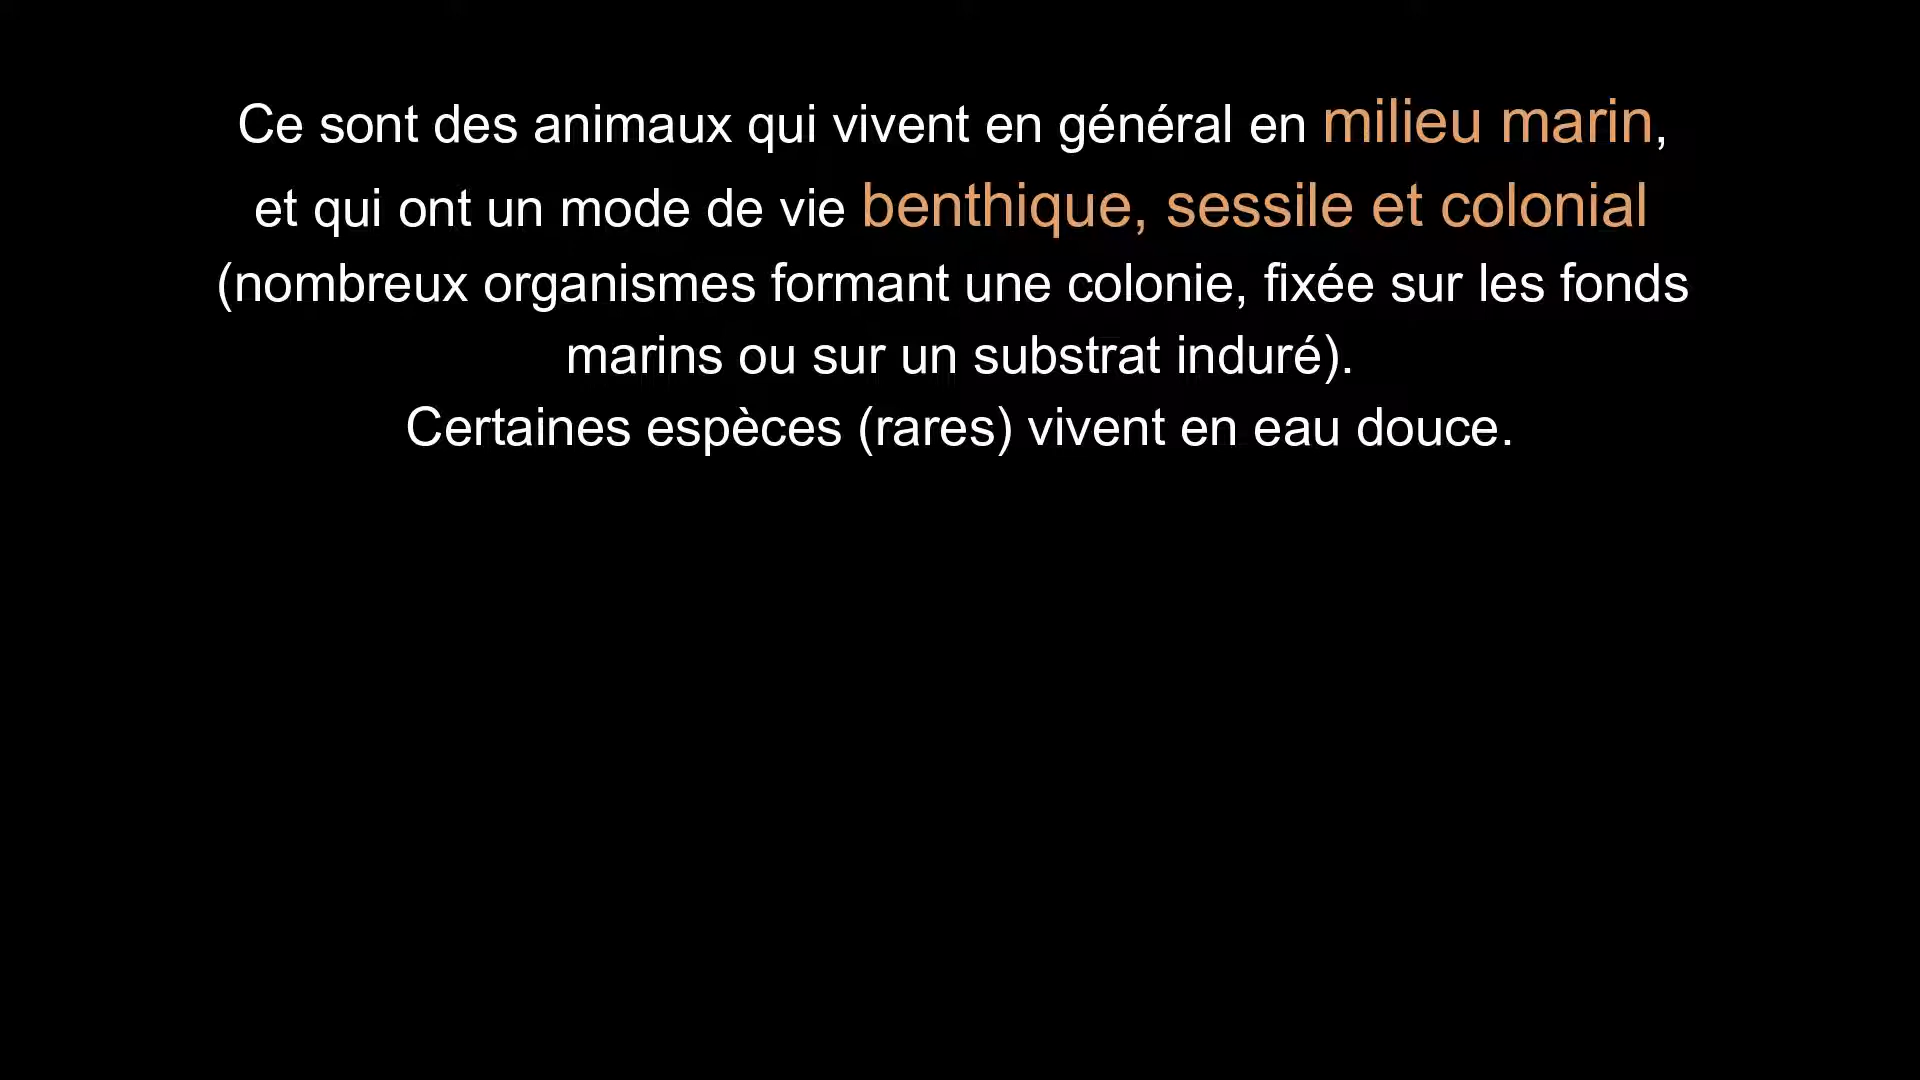 Ce sont des animaux qui vivent en général en milieu marin,
et qui ont un mode de vie benthique, sessile et colonial
(nombreux organismes formant une colonie, fixée sur les fonds
marins ou sur un substrat induré).
Certaines espèces (rares) vivent en eau douce.